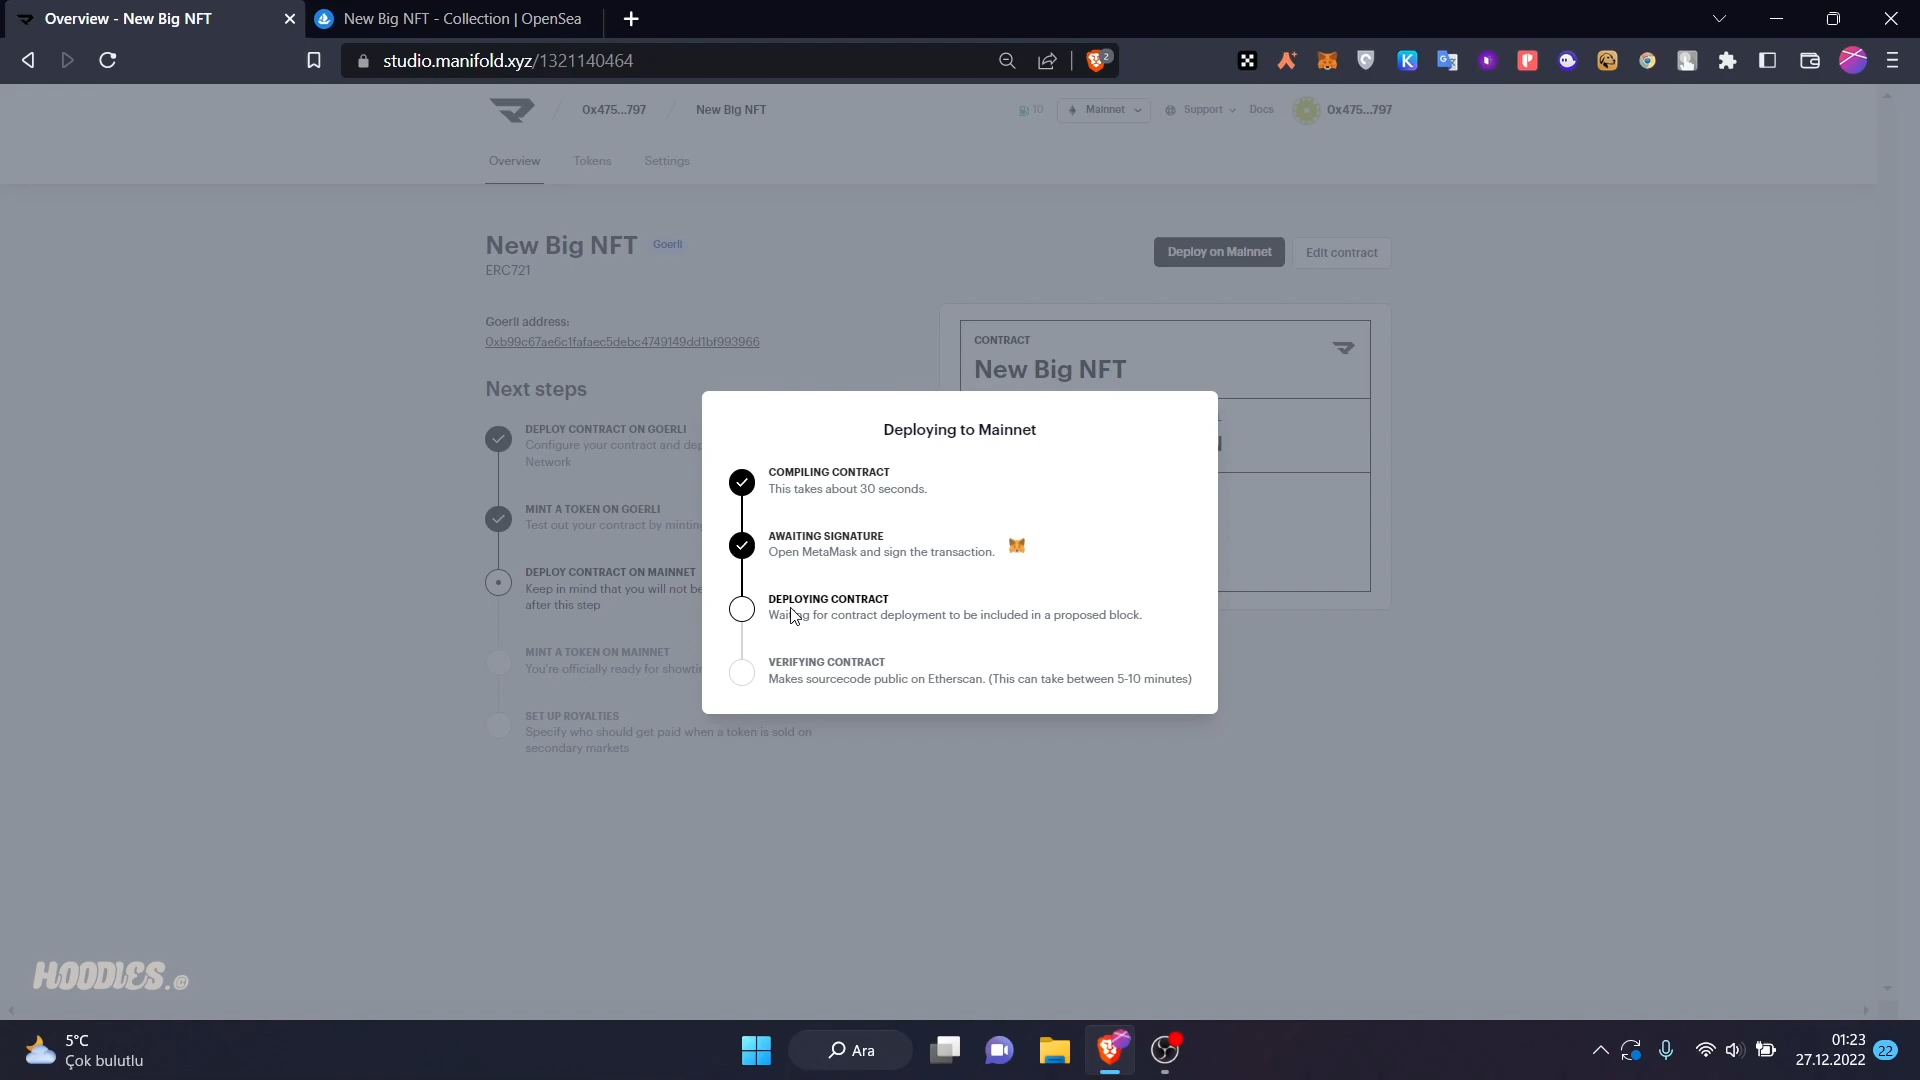 Overview - New Big NFT
New Big NFT - Collection | OpenSea
studio.manifold.xyz/1321140464
2
0x475...797
New Big NFT
10
Mainnet
Support
Docs
0x475...797
Overview
Tokens
Settings
New Big NFT
Goerli
ERC721
Deploy on Mainnet
Edit contract
Goerli address:
0xb99c67ae6c1fafaec5debc4749149dd1bf993966
CONTRACT
New Big NFT
Next steps
DEPLOY CONTRACT ON GOERLI
Configure your contract and dep
Network
MINT A TOKEN ON GOERLI
Test out your contract by minting
DEPLOY CONTRACT ON MAINNET
Keep in mind that you will not be
after this step
MINT A TOKEN ON MAINNET
You're officially ready for showti
SET UP ROYALTIES
Specify who should get paid when a token is sold on
secondary markets
Deploying to Mainnet
COMPILING CONTRACT
This takes about 30 seconds.
AWAITING SIGNATURE
Open MetaMask and sign the transaction.
DEPLOYING CONTRACT
Waiting for contract deployment to be included in a proposed block.
VERIFYING CONTRACT
Makes sourcecode public on Etherscan. (This can take between 5-10 minutes)
HOODLES.©
5°C
Çok bulutlu
Ara
01:23
27.12.2022
22